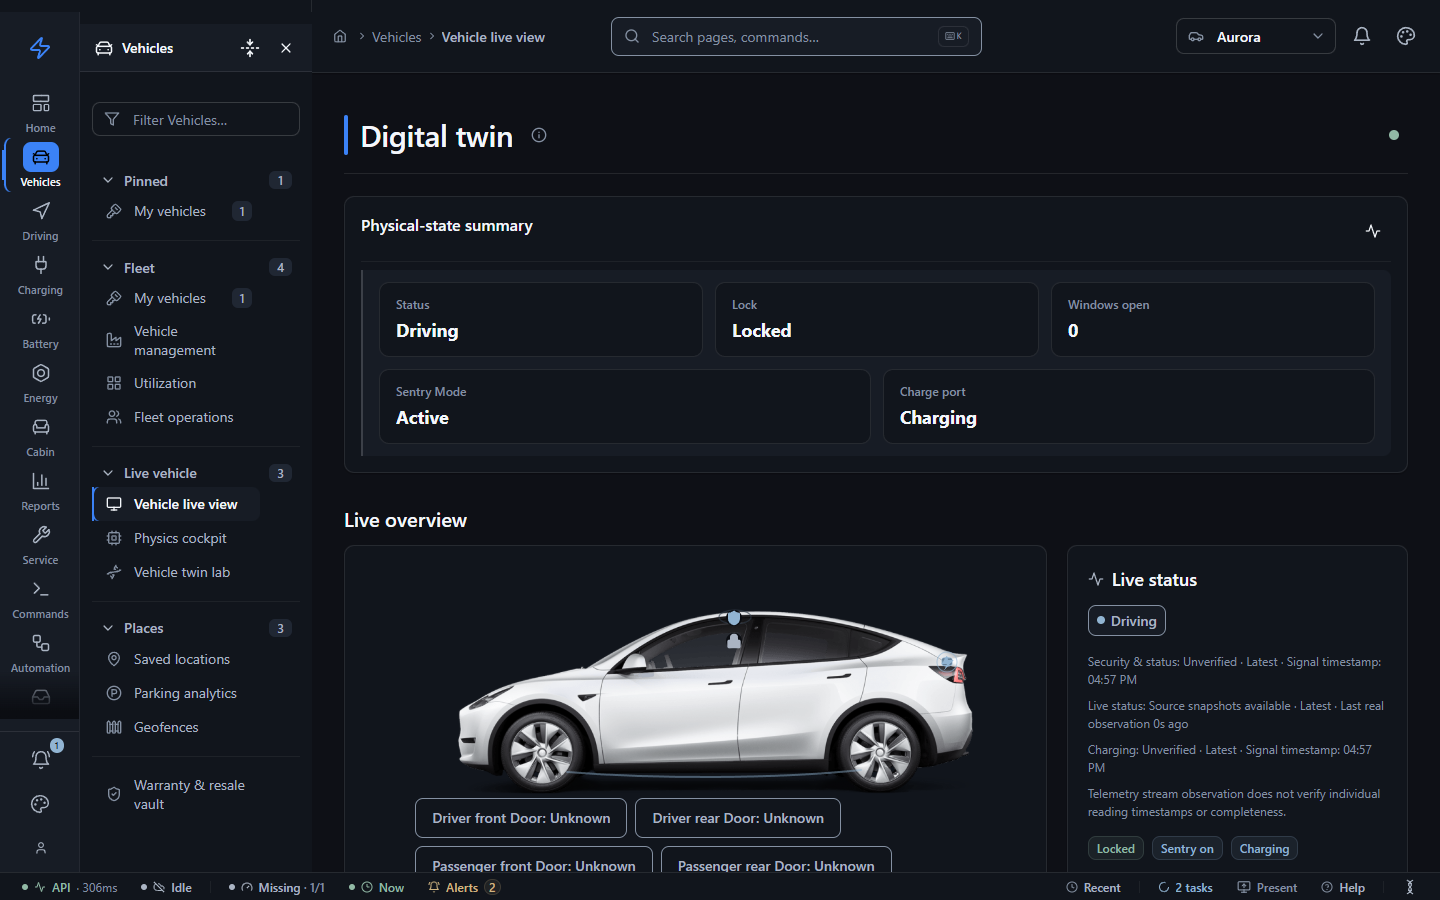 Vehicles
Vehicles
Vehicle live view
Search pages, commands...
K
Aurora
Home
Vehicles
Driving
Charging
Battery
Energy
Cabin
Reports
Service
Commands
Automation
1
Filter Vehicles...
Pinned 1
My vehicles 1
Fleet 4
My vehicles 1
Vehicle
management
Utilization
Fleet operations
Live vehicle 3
Vehicle live view
Physics cockpit
Vehicle twin lab
Places 3
Saved locations
Parking analytics
Geofences
Warranty & resale
vault
Digital twin
Physical-state summary
Status
Driving
Lock
Locked
Windows open
0
Sentry Mode
Active
Charge port
Charging
Live overview
Driver front Door: Unknown
Driver rear Door: Unknown
Passenger front Door: Unknown
Passenger rear Door: Unknown
Live status
Driving
Security & status: Unverified · Latest · Signal timestamp:
04:57 PM
Live status: Source snapshots available · Latest · Last real
observation 0s ago
Charging: Unverified · Latest · Signal timestamp: 04:57
PM
Telemetry stream observation does not verify individual
reading timestamps or completeness.
Locked
Sentry on
Charging
API · 306ms
Idle
Missing · 1/1
Now
Alerts 2
Recent
2 tasks
Present
Help